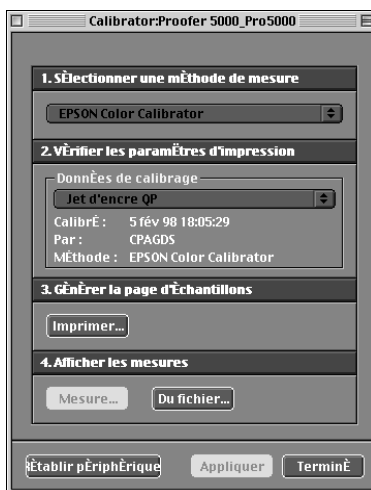 Calibrator:Proofer 5000_Pro5000
1. SÈlectionner une mÈthode de mesure
EPSON Color Calibrator
2. VÈrifier les paramËtres d'impression
DonnÈes de calibrage
Jet d'encre QP
CalibrÈ : 5 fév 98 18:05:29
Par : CPAGDS
MÈthode : EPSON Color Calibrator
3. GÈnÈrer la page d'Èchantillons
Imprimer...
4. Afficher les mesures
Mesure... Du fichier...
Ètablir pÈriphÈrique Appliquer TerminÈ